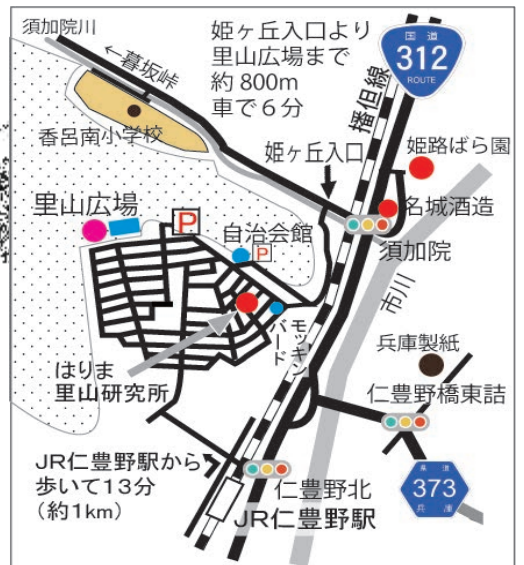 須加院川
←暮坂峠
姫ヶ丘入口より
里山広場まで
約 800m
車で６分
国道
312
ROUTE
播但線
香呂南小学校
姫ヶ丘入口
姫路ばら園
里山広場
P
自治会館
P
名城酒造
須加院
市川
モッキン
バード
兵庫製紙
はりま
里山研究所
仁豊野橋東詰
JR仁豊野駅から
歩いて13分
（約1km）
仁豊野北
JR仁豊野駅
県道
373
兵庫